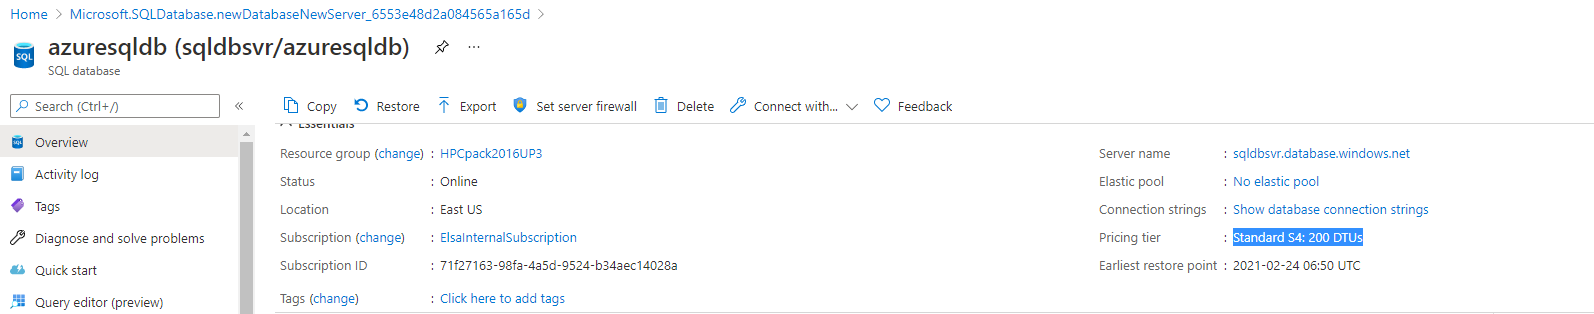 Home > Microsoft.SQLDatabase.newDatabaseNewServer_6553e48d2a084565a165d >
azuresqldb (sqldbsvr/azuresqldb)
SQL
SQL database
Search (Ctrl+/)
Overview
Activity log
Tags
Diagnose and solve problems
Quick start
Query editor (preview)
Copy Restore Export Set server firewall Delete Connect with... Feedback
Essentials
Resource group (change) : HPCpack2016UP3
Status : Online
Location : East US
Subscription (change) : ElsaInternalSubscription
Subscription ID : 71f27163-98fa-4a5d-9524-b34aec14028a
Tags (change) : Click here to add tags
Server name : sqldbsvr.database.windows.net
Elastic pool : No elastic pool
Connection strings : Show database connection strings
Pricing tier : Standard S4: 200 DTUs
Earliest restore point : 2021-02-24 06:50 UTC